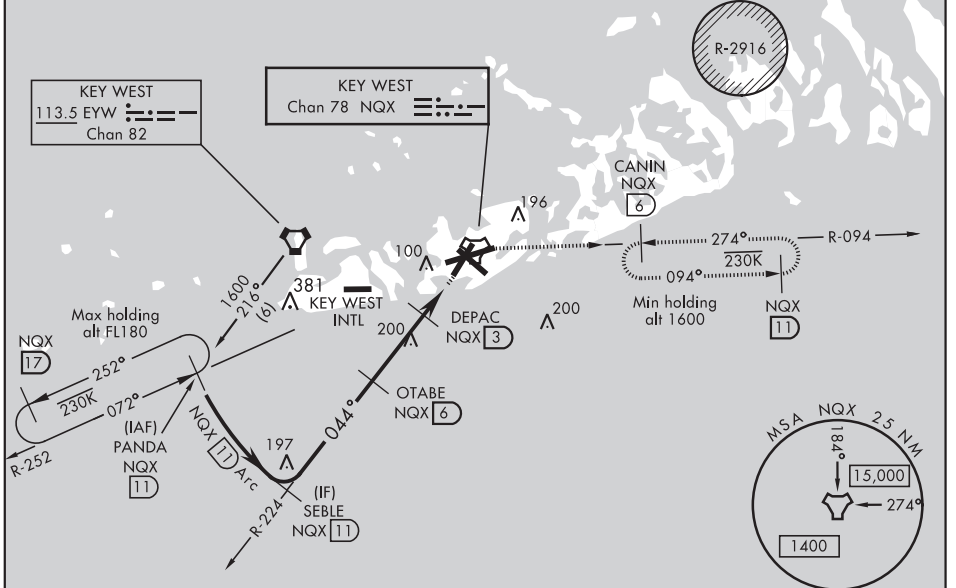 R-2916
KEY WEST
113.5 EYW
Chan 82
KEY WEST
Chan 78 NQX
CANIN
NQX
6
196
100
274°
230K
094°
R-094
Min holding
alt 1600
NQX
11
1600
216°
(6)
381
KEY WEST
INTL
Max holding
alt FL180
NQX
17
252°
230K
072°
R-252
(IAF)
PANDA
NQX
11
NQX 11 Arc
200
DEPAC
NQX 3
200
OTABE
NQX 6
044°
197
(IF)
SEBLE
NQX 11
R-224
MSA NQX 25 NM
184°
15,000
274°
1400